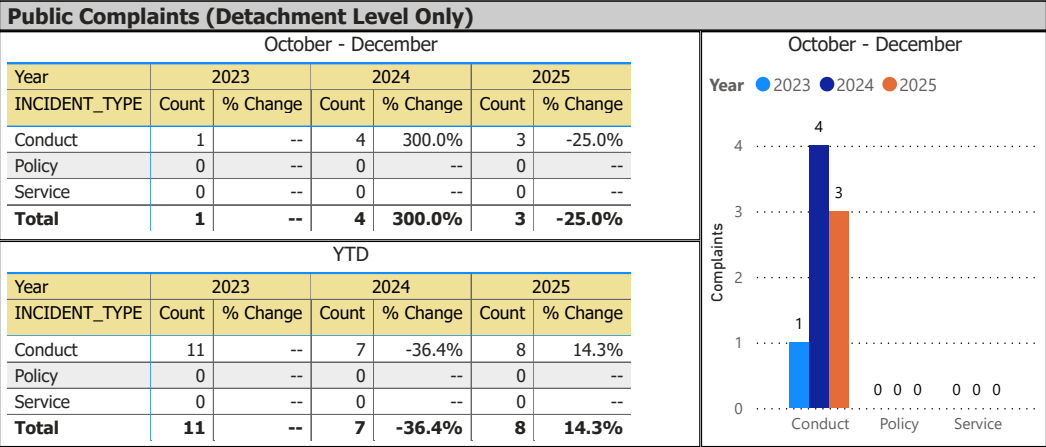 Public Complaints (Detachment Level Only)
October - December
Year 2023 2024 2025
INCIDENT_TYPE Count % Change Count % Change Count % Change
Conduct 1 -- 4 300.0% 3 -25.0%
Policy 0 -- 0 -- 0 --
Service 0 -- 0 -- 0 --
Total 1 -- 4 300.0% 3 -25.0%
YTD
Year 2023 2024 2025
INCIDENT_TYPE Count % Change Count % Change Count % Change
Conduct 11 -- 7 -36.4% 8 14.3%
Policy 0 -- 0 -- 0 --
Service 0 -- 0 -- 0 --
Total 11 -- 7 -36.4% 8 14.3%
October - December
Year 2023 2024 2025
Complaints
4
3
2
1
0
1
4
3
0 0 0
0 0 0
Conduct Policy Service